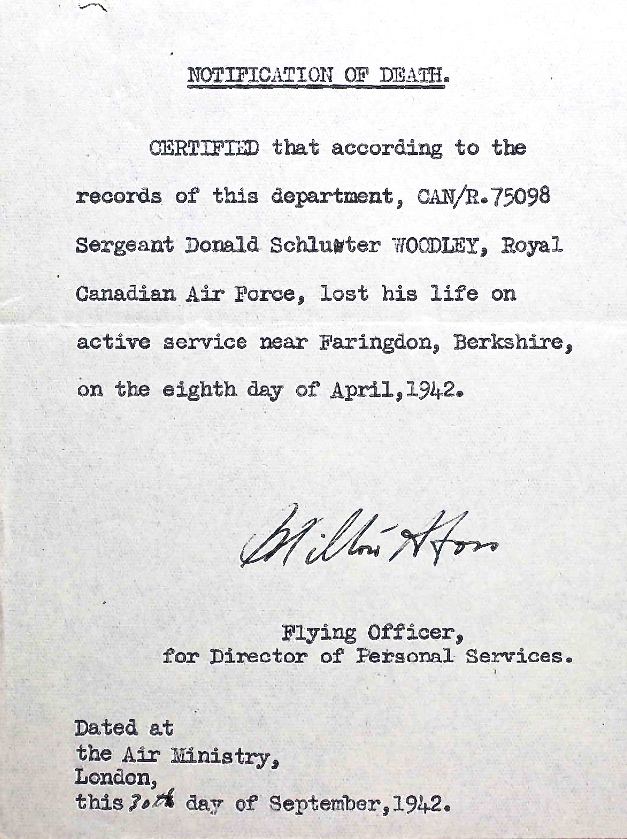 NOTIFICATION OF DEATH.
CERTIFIED that according to the
records of this department, CAN/R.75098
Sergeant Donald Schluster WOODLEY, Royal
Canadian Air Force, lost his life on
active service near Faringdon, Berkshire,
on the eighth day of April,1942.
Flying Officer,
for Director of Personal Services.
Dated at
the Air Ministry,
London,
this 30th day of September,1942.